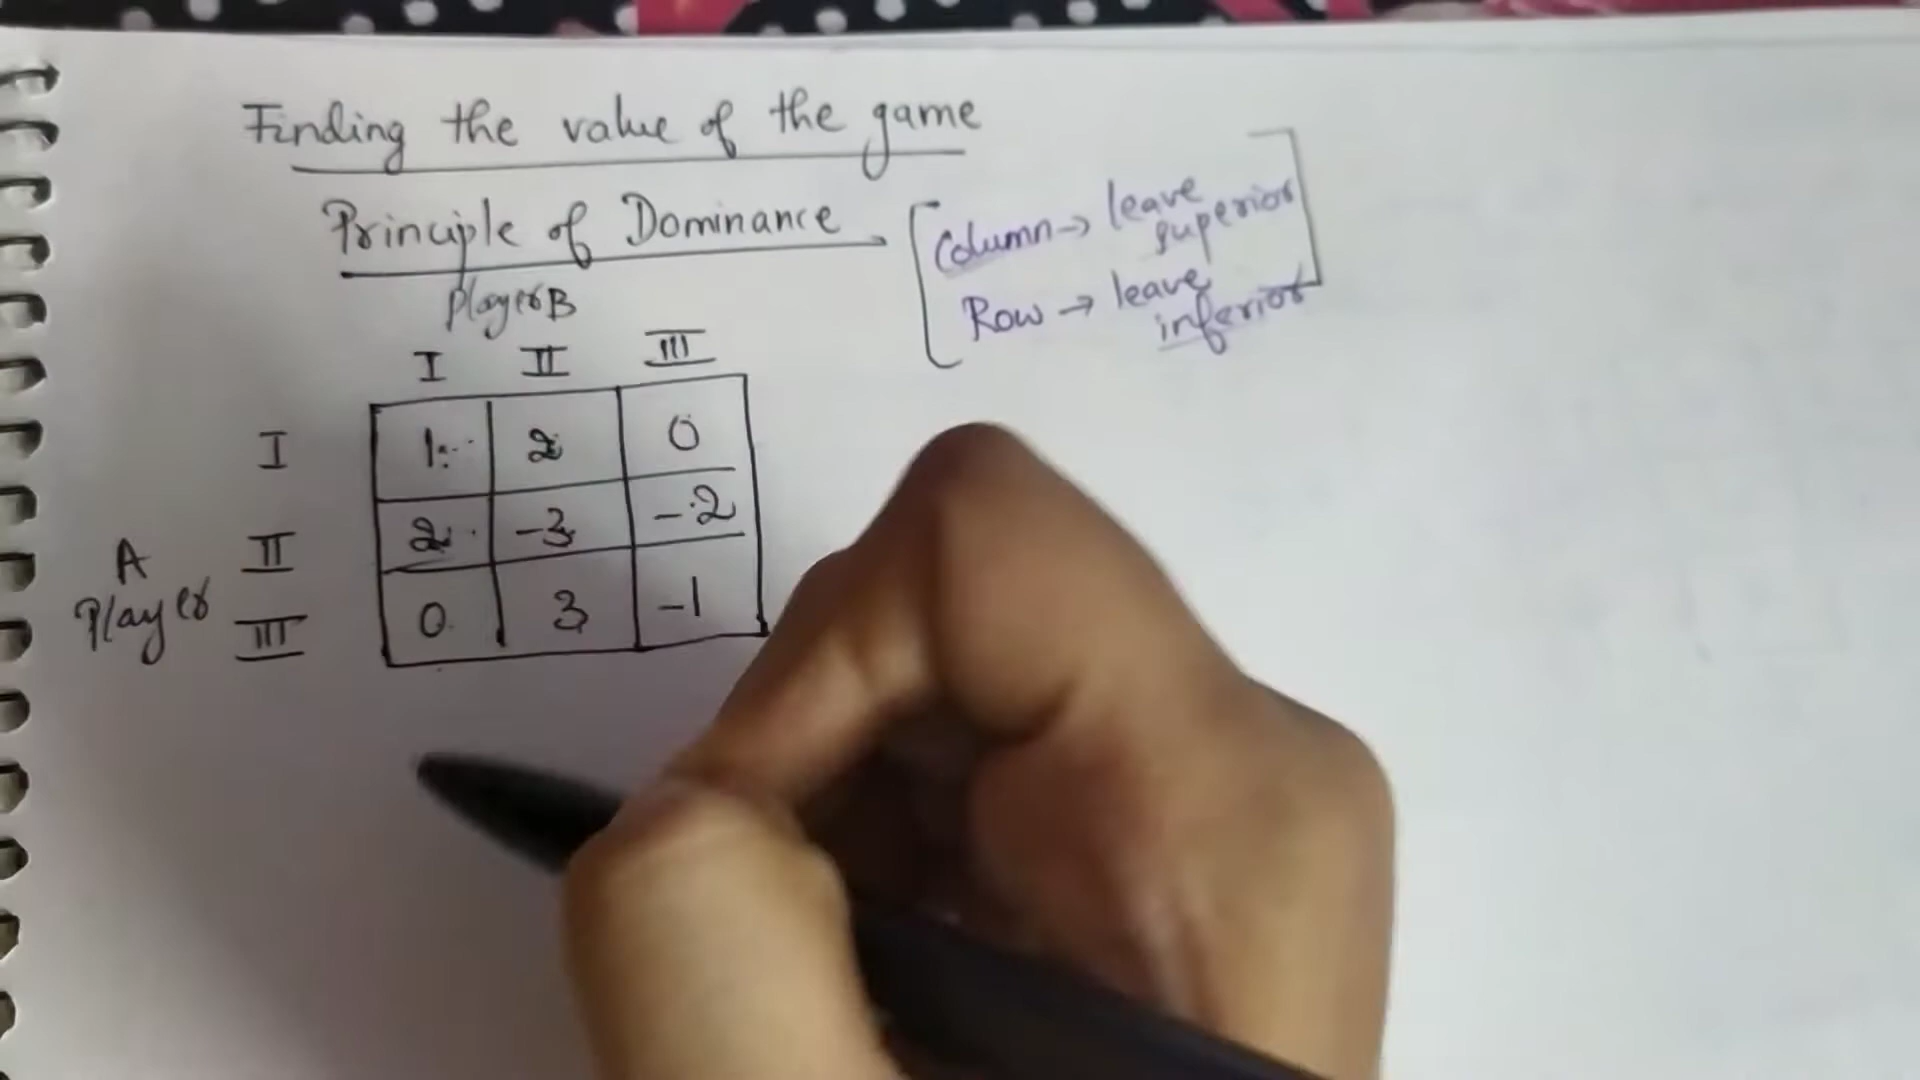 Finding the value of the game
Principle of Dominance
Column → leave superior
Row → leave inferior
Player B
I II III
I 1 2 0
II 2 -3 -2
III 0 3 -1
A
Player